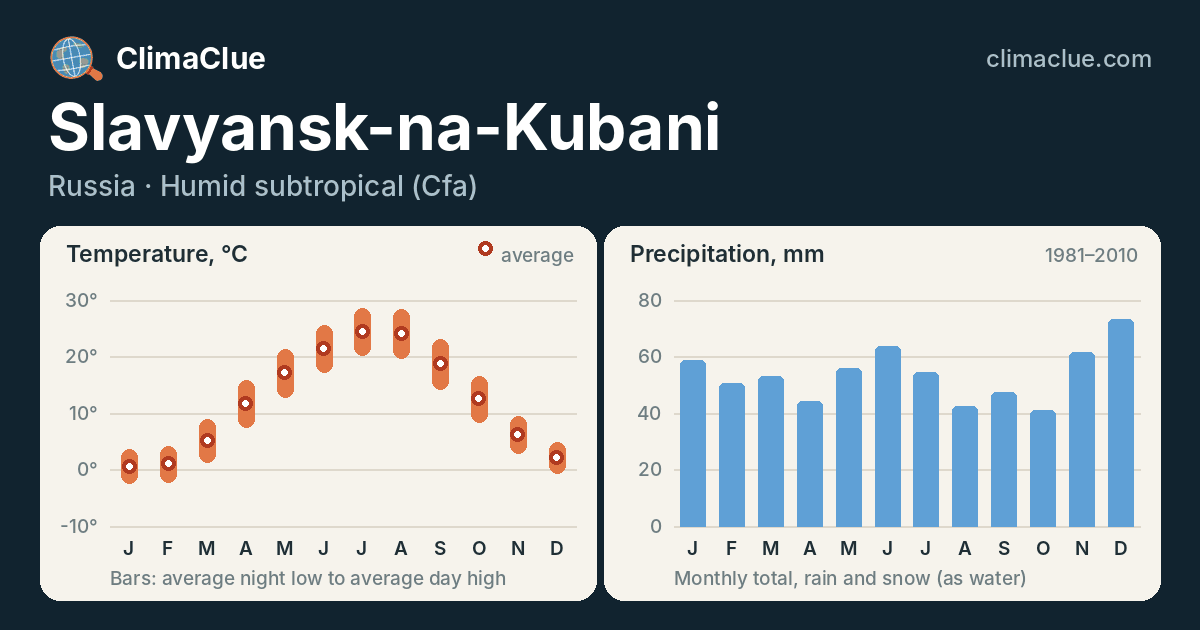 ClimaClue
climaclue.com
Slavyansk-na-Kubani
Russia · Humid subtropical (Cfa)
Temperature, °C
average
30°
20°
10°
0°
-10°
J F M A M J J A S O N D
Bars: average night low to average day high
Precipitation, mm
1981–2010
80
60
40
20
0
J F M A M J J A S O N D
Monthly total, rain and snow (as water)